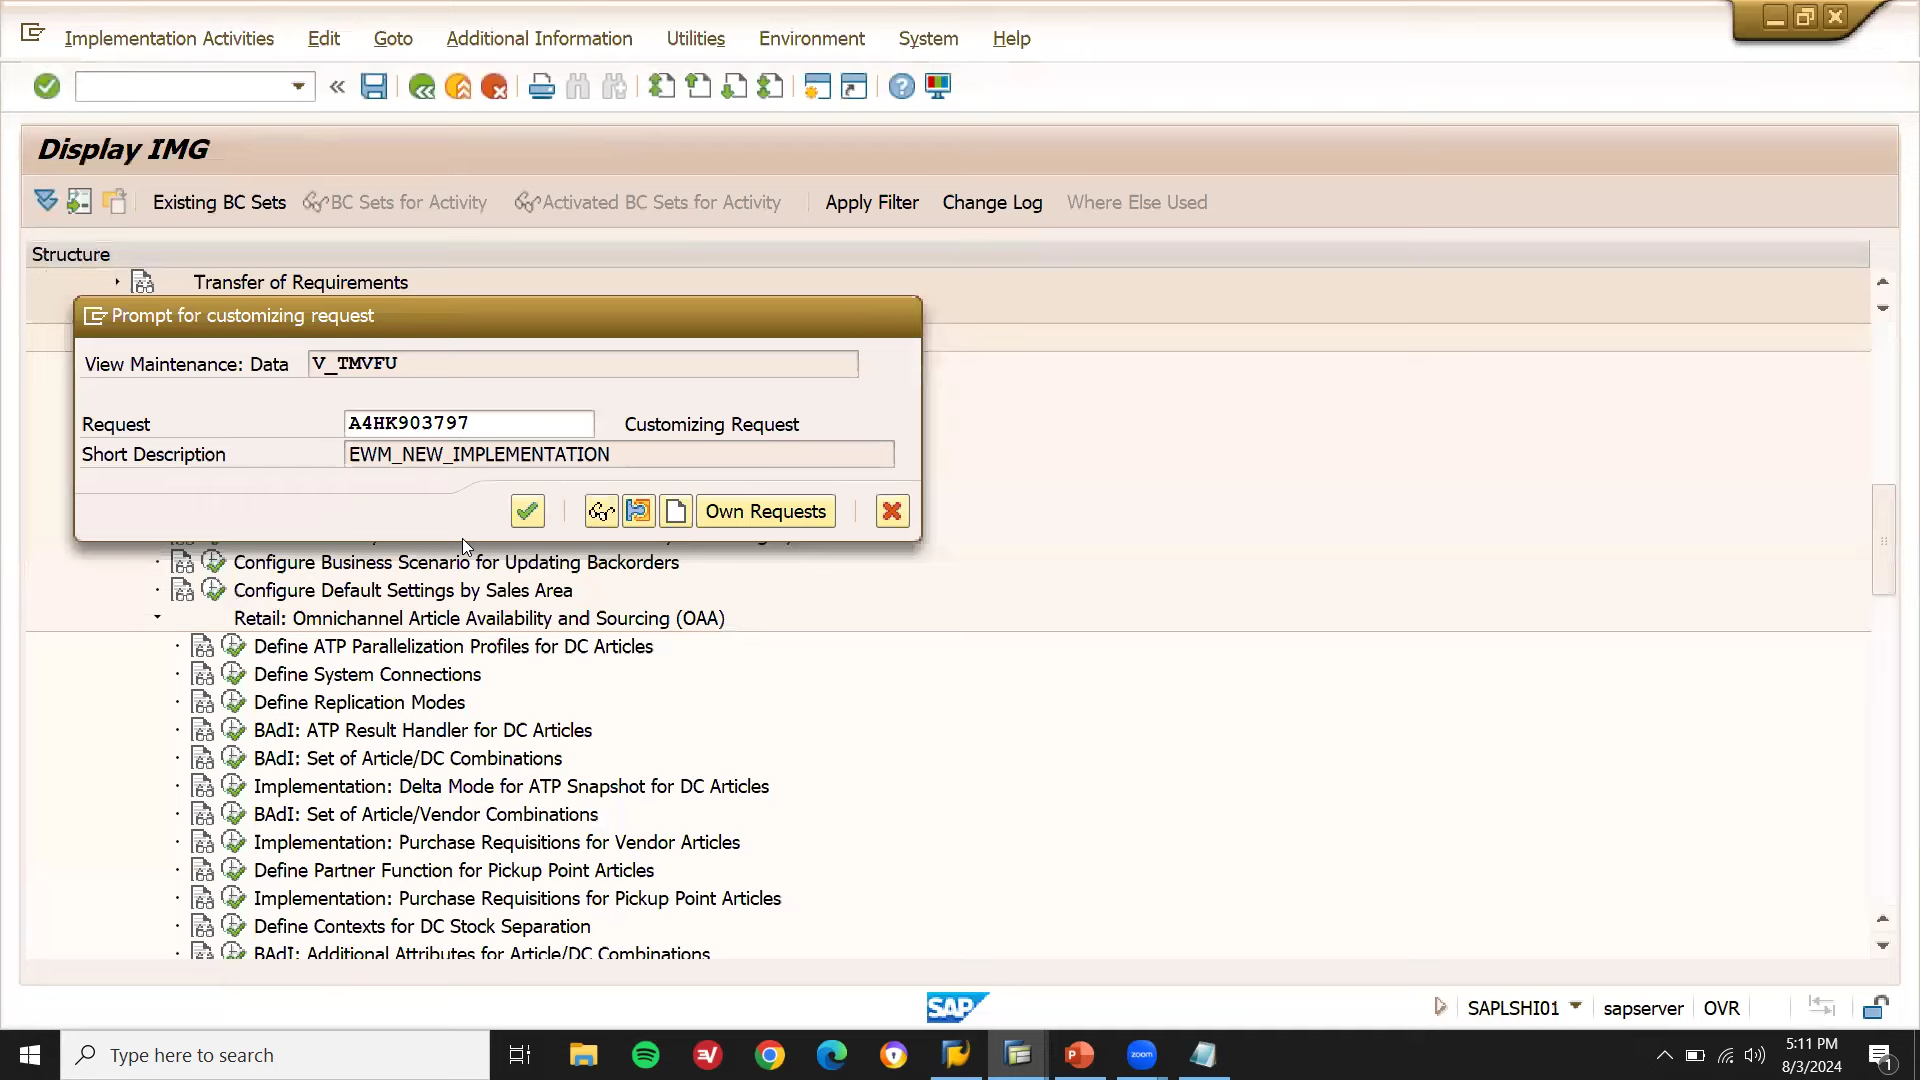 Implementation Activities Edit Goto Additional Information Utilities Environment System Help
Display IMG
Existing BC Sets BC Sets for Activity Activated BC Sets for Activity Apply Filter Change Log Where Else Used
Structure
Transfer of Requirements
Prompt for customizing request
View Maintenance: Data V_TMVFU
Request A4HK903797 Customizing Request
Short Description EWM_NEW_IMPLEMENTATION
Own Requests
Configure Business Scenario for Updating Backorders
Configure Default Settings by Sales Area
Retail: Omnichannel Article Availability and Sourcing (OAA)
Define ATP Parallelization Profiles for DC Articles
Define System Connections
Define Replication Modes
BAdI: ATP Result Handler for DC Articles
BAdI: Set of Article/DC Combinations
Implementation: Delta Mode for ATP Snapshot for DC Articles
BAdI: Set of Article/Vendor Combinations
Implementation: Purchase Requisitions for Vendor Articles
Define Partner Function for Pickup Point Articles
Implementation: Purchase Requisitions for Pickup Point Articles
Define Contexts for DC Stock Separation
BAdI: Additional Attributes for Article/DC Combinations
SAP SAPLSHI01 sapserver OVR
Type here to search zoom 5:11 PM
8/3/2024 1